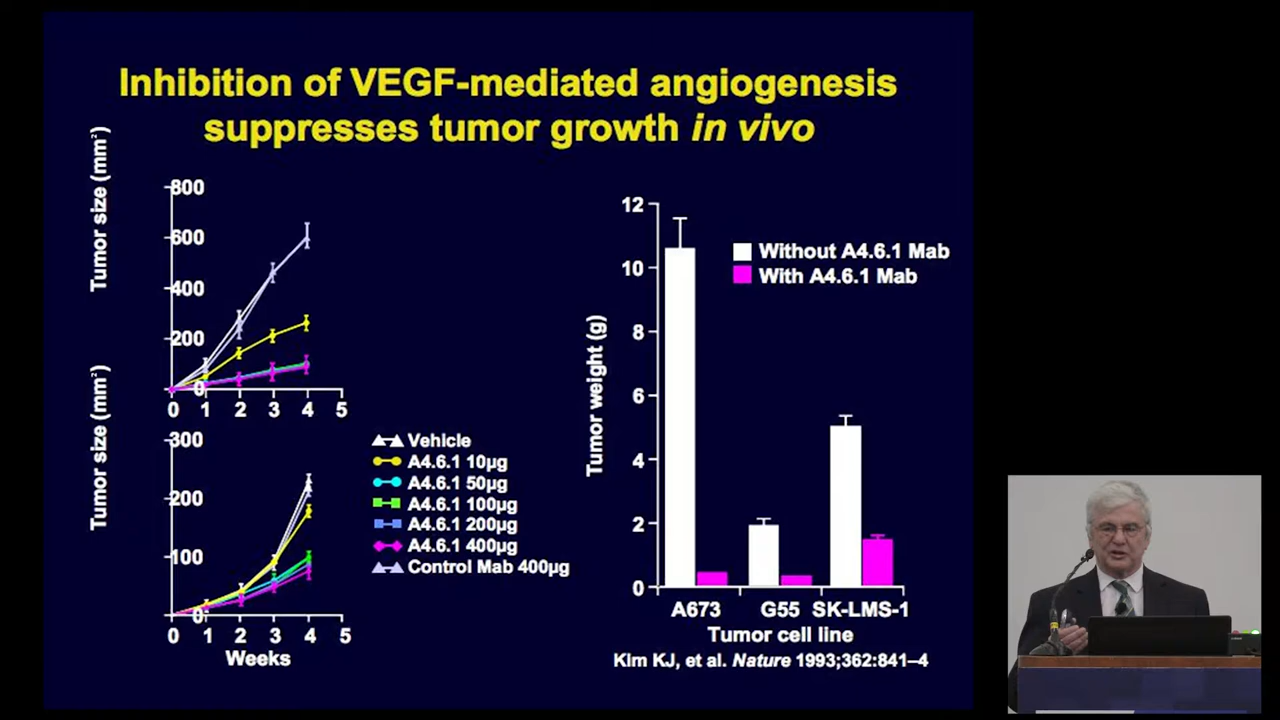 Inhibition of VEGF-mediated angiogenesis
suppresses tumor growth in vivo
Tumor size (mm²)
800
600
400
200
0
0 1 2 3 4 5
Tumor size (mm²)
300
200
100
0
0 1 2 3 4 5
Weeks
Vehicle
A4.6.1 10µg
A4.6.1 50µg
A4.6.1 100µg
A4.6.1 200µg
A4.6.1 400µg
Control Mab 400µg
Tumor weight (g)
12
10
8
6
4
2
0
Without A4.6.1 Mab
With A4.6.1 Mab
A673 G55 SK-LMS-1
Tumor cell line
Kim KJ, et al. Nature 1993;362:841–4